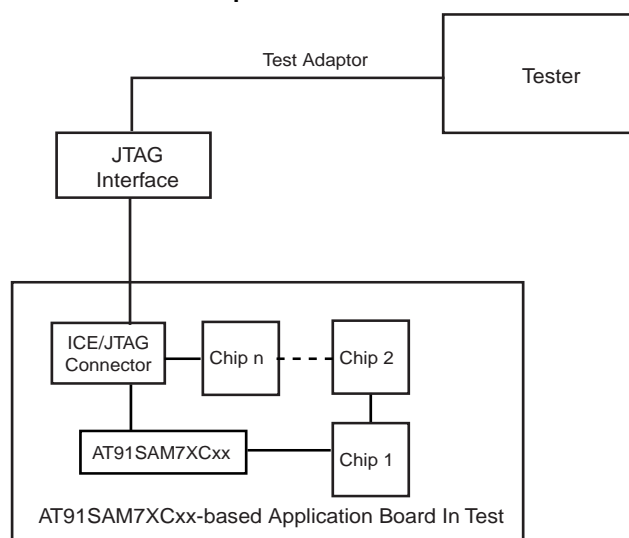 Test Adaptor
Tester
JTAG
Interface
ICE/JTAG
Connector
Chip n
Chip 2
AT91SAM7XCxx
Chip 1
AT91SAM7XCxx-based Application Board In Test